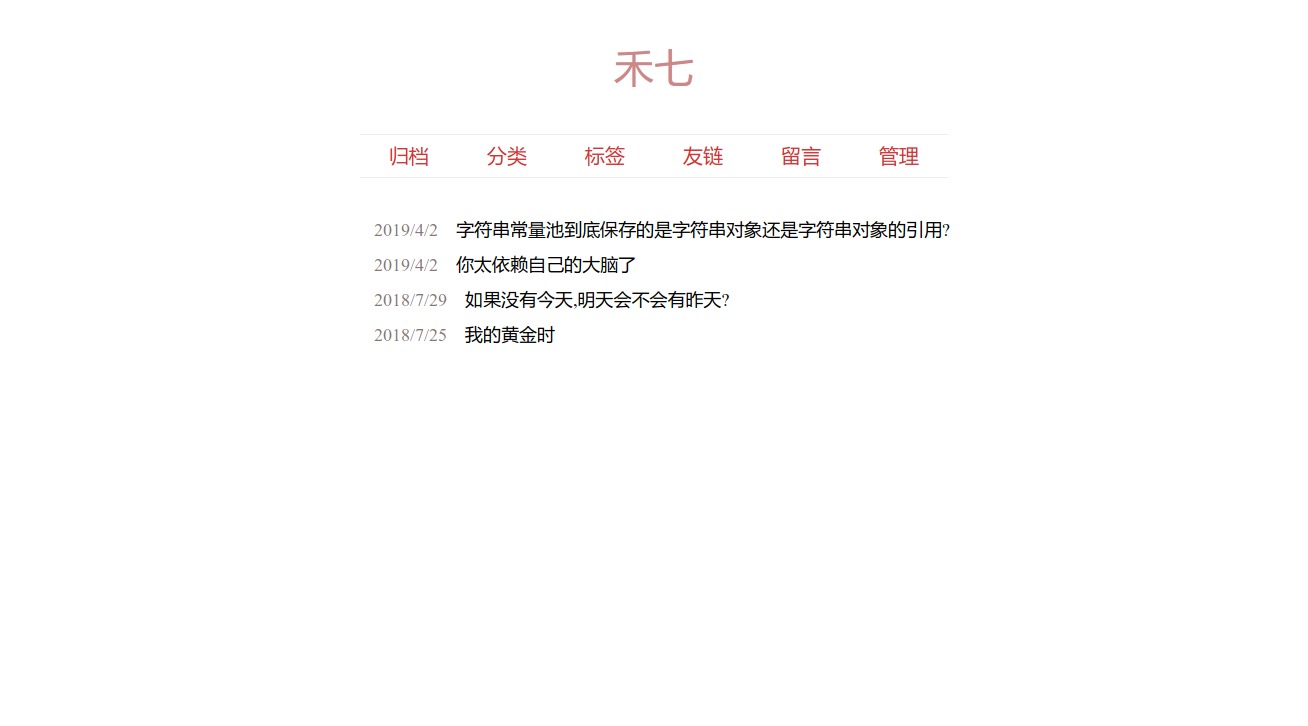 禾七
归档 分类 标签 友链 留言 管理
2019/4/2 字符串常量池到底保存的是字符串对象还是字符串对象的引用?
2019/4/2 你太依赖自己的大脑了
2018/7/29 如果没有今天,明天会不会有昨天?
2018/7/25 我的黄金时